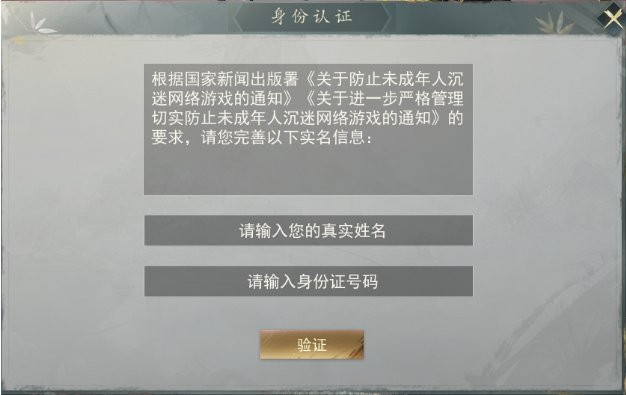 身份认证
根据国家新闻出版署《关于防止未成年人沉
迷网络游戏的通知》《关于进一步严格管理
切实防止未成年人沉迷网络游戏的通知》的
要求，请您完善以下实名信息：
请输入您的真实姓名
请输入身份证号码
验证